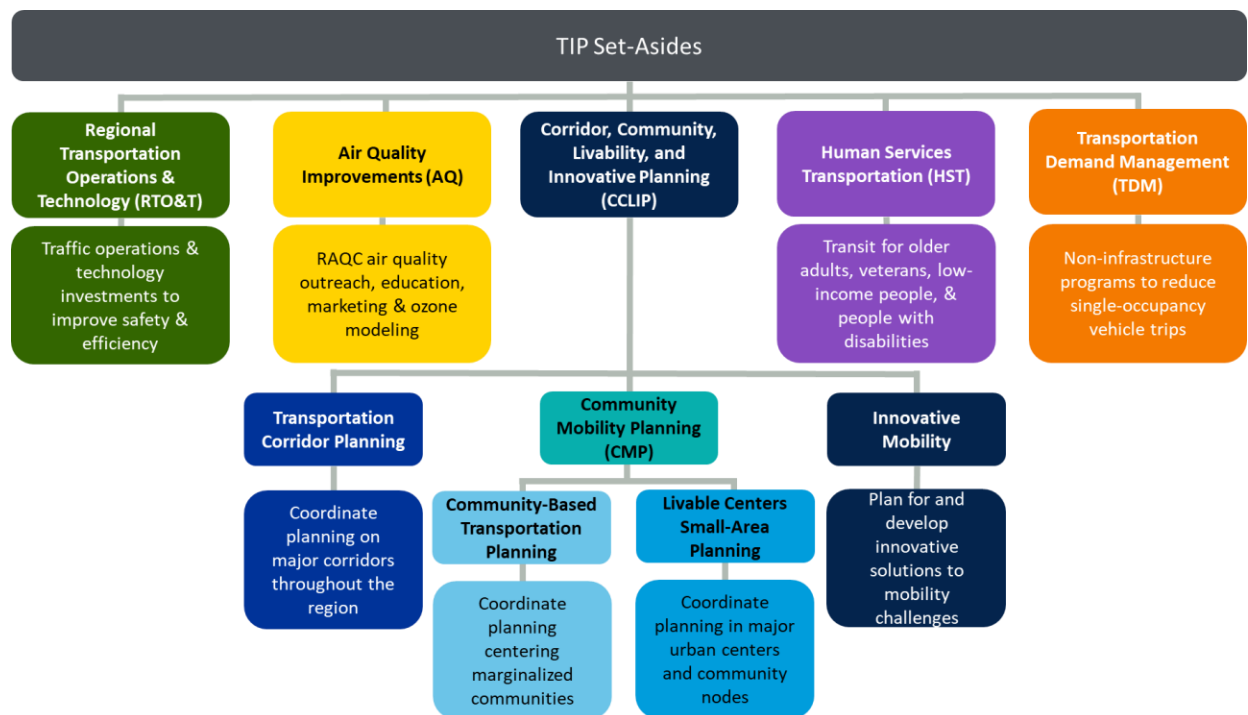 TIP Set-Asides
Regional
Transportation
Operations &
Technology (RTO&T)
Traffic operations &
technology
investments to
improve safety &
efficiency
Air Quality
Improvements (AQ)
RAQC air quality
outreach, education,
marketing & ozone
modeling
Corridor, Community,
Livability, and
Innovative Planning
(CCLIP)
Human Services
Transportation (HST)
Transit for older
adults, veterans, low-
income people, &
people with
disabilities
Transportation
Demand Management
(TDM)
Non-infrastructure
programs to reduce
single-occupancy
vehicle trips
Transportation
Corridor Planning
Coordinate
planning on
major corridors
throughout the
region
Community
Mobility Planning
(CMP)
Community-Based
Transportation
Planning
Coordinate
planning
centering
marginalized
communities
Livable Centers
Small-Area
Planning
Coordinate
planning in major
urban centers
and community
nodes
Innovative
Mobility
Plan for and
develop
innovative
solutions to
mobility
challenges